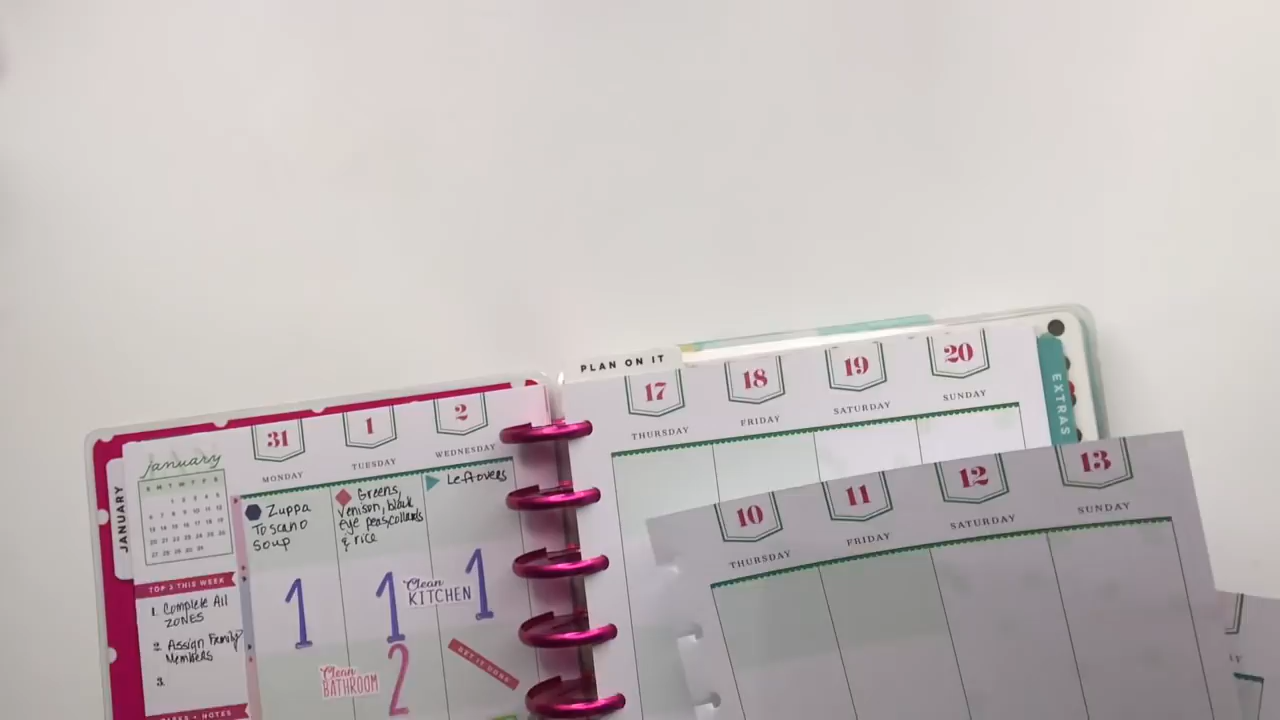 JANUARY
january
S M T W T F S
TOP 3 THIS WEEK
1. Complete All
ZONES
2. Assign Family
Members
3.
31
MONDAY
Zuppa
Toscano
soup
1
1
TUESDAY
Greens,
venison, black
eye peas, collards
& rice
1
2
Clean
BATHROOM
2
WEDNESDAY
Leftovers
Clean
KITCHEN
1
GET IT DONE
PLAN ON IT
17
THURSDAY
18
FRIDAY
19
SATURDAY
20
SUNDAY
EXTRAS
10
THURSDAY
11
FRIDAY
12
SATURDAY
13
SUNDAY